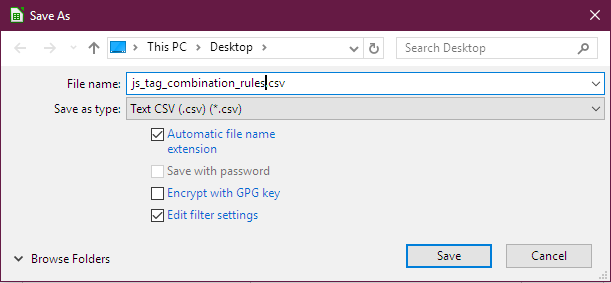 Save As
This PC > Desktop >
Search Desktop
File name: js_tag_combination_rules.csv
Save as type: Text CSV (.csv) (*.csv)
Automatic file name
extension
Save with password
Encrypt with GPG key
Edit filter settings
Browse Folders
Save
Cancel